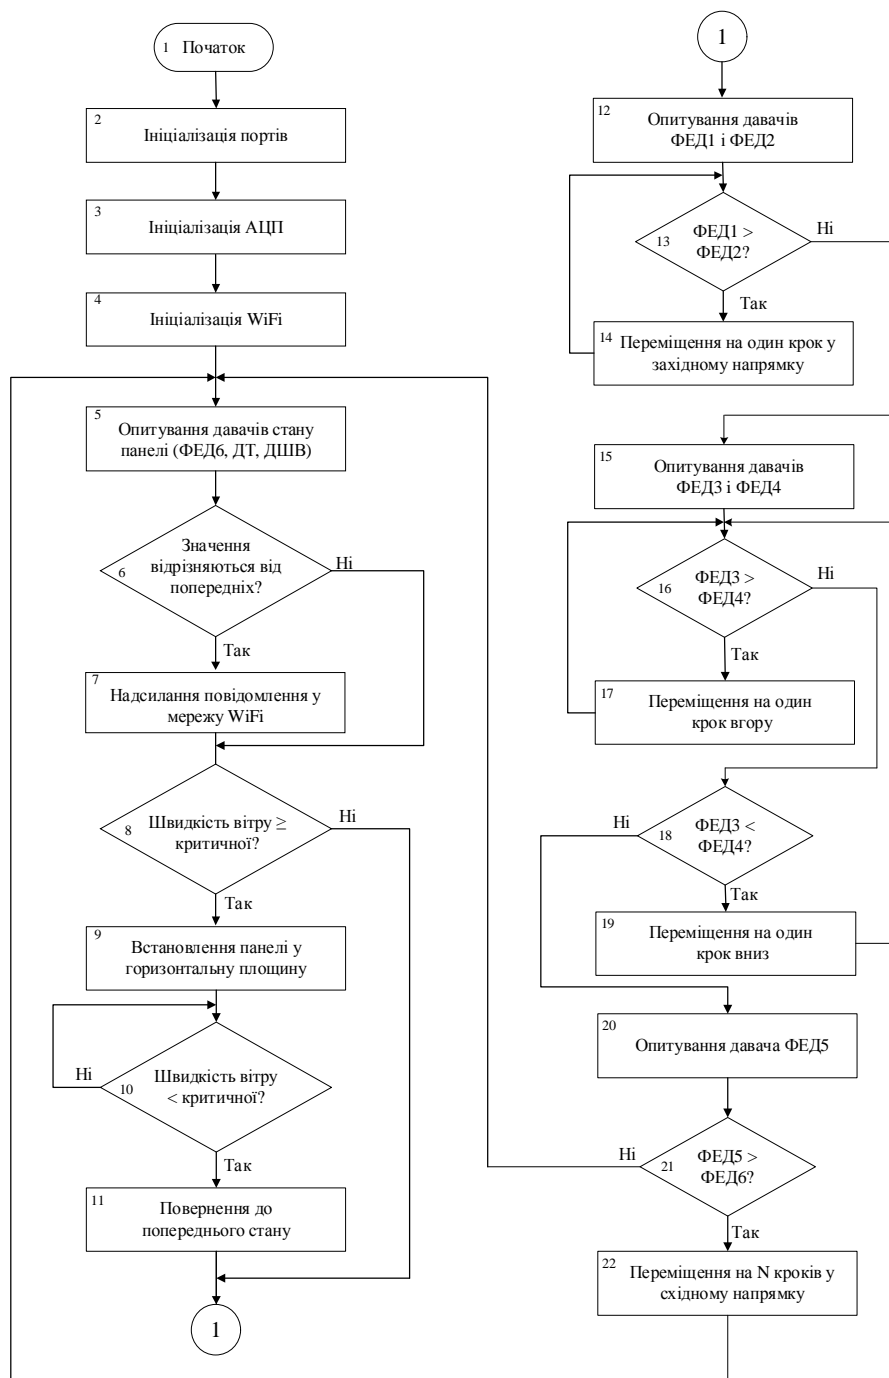 1 Початок
2
Ініціалізація портів
3
Ініціалізація АЦП
4
Ініціалізація WiFi
5
Опитування давачів стану
панелі (ФЕД6, ДТ, ДШВ)
Значення
6 відрізняються від
попередніх?
Ні
Так
7
Надсилання повідомлення у
мережу WiFi
8 Швидкість вітру ≥
критичної?
Ні
Так
9
Встановлення панелі у
горизонтальну площину
Ні
10 Швидкість вітру
< критичної?
Так
11
Повернення до
попереднього стану
1
1
12
Опитування давачів
ФЕД1 і ФЕД2
13 ФЕД1 >
ФЕД2?
Ні
Так
14 Переміщення на один крок у
західному напрямку
15
Опитування давачів
ФЕД3 і ФЕД4
16 ФЕД3 >
ФЕД4?
Ні
Так
17
Переміщення на один
крок вгору
Ні
18 ФЕД3 <
ФЕД4?
Так
19
Переміщення на один
крок вниз
20
Опитування давача ФЕД5
Ні
21 ФЕД5 >
ФЕД6?
Так
22
Переміщення на N кроків у
східному напрямку